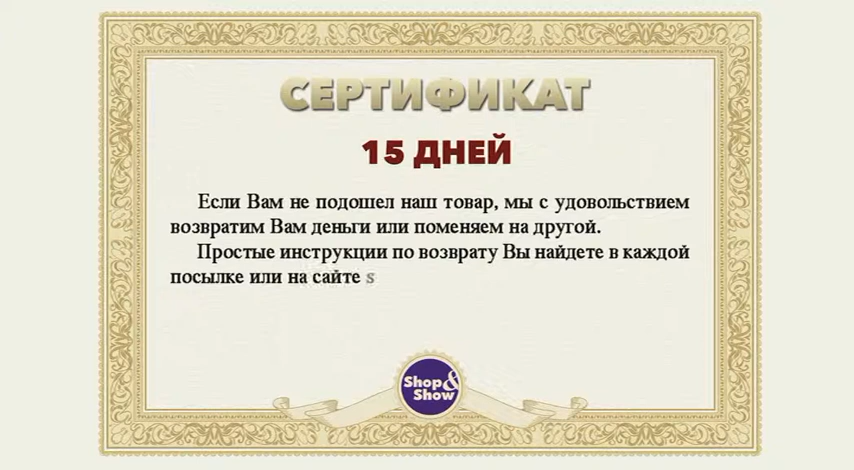 СЕРТИФИКАТ
15 ДНЕЙ
Если Вам не подошел наш товар, мы с удовольствием
возвратим Вам деньги или поменяем на другой.
Простые инструкции по возврату Вы найдете в каждой
посылке или на сайте s
Shop&
Show